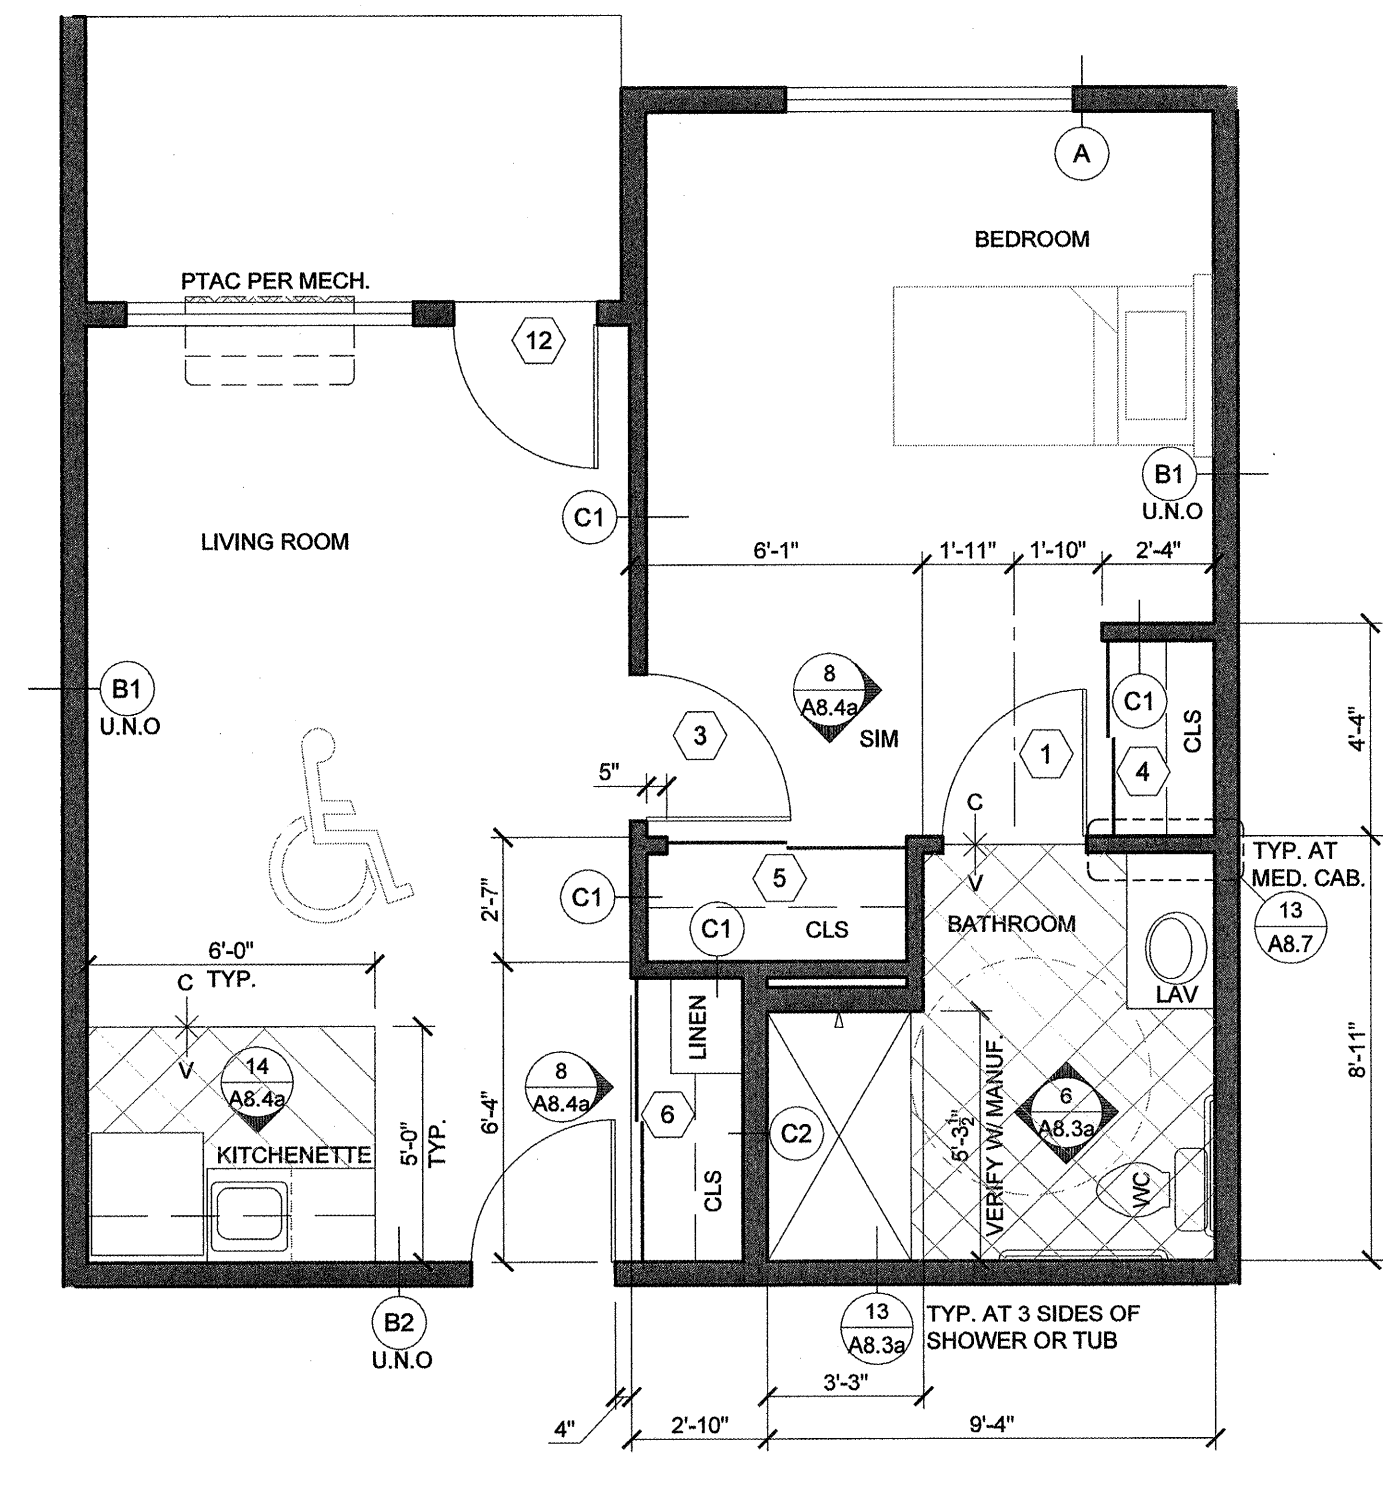 A
BEDROOM
PTAC PER MECH.
12
B1
U.N.O
C1
LIVING ROOM
6'-1"
1'-11"
1'-10"
2'-4"
8
A8.4a
SIM
B1
U.N.O
3
1
C1
4
CLS
4'-4"
5"
C
V
TYP. AT
MED. CAB.
13
A8.7
5
C1
2'-7"
C1
CLS
BATHROOM
LAV
6'-0"
TYP.
C
V
LINEN
14
A8.4a
KITCHENETTE
5'-0"
TYP.
6'-4"
8
A8.4a
6
C2
CLS
5'-3½"
VERIFY W/ MANUF.
6
A8.3a
WC
8'-11"
B2
U.N.O
13
A8.3a
TYP. AT 3 SIDES OF
SHOWER OR TUB
3'-3"
4"
2'-10"
9'-4"